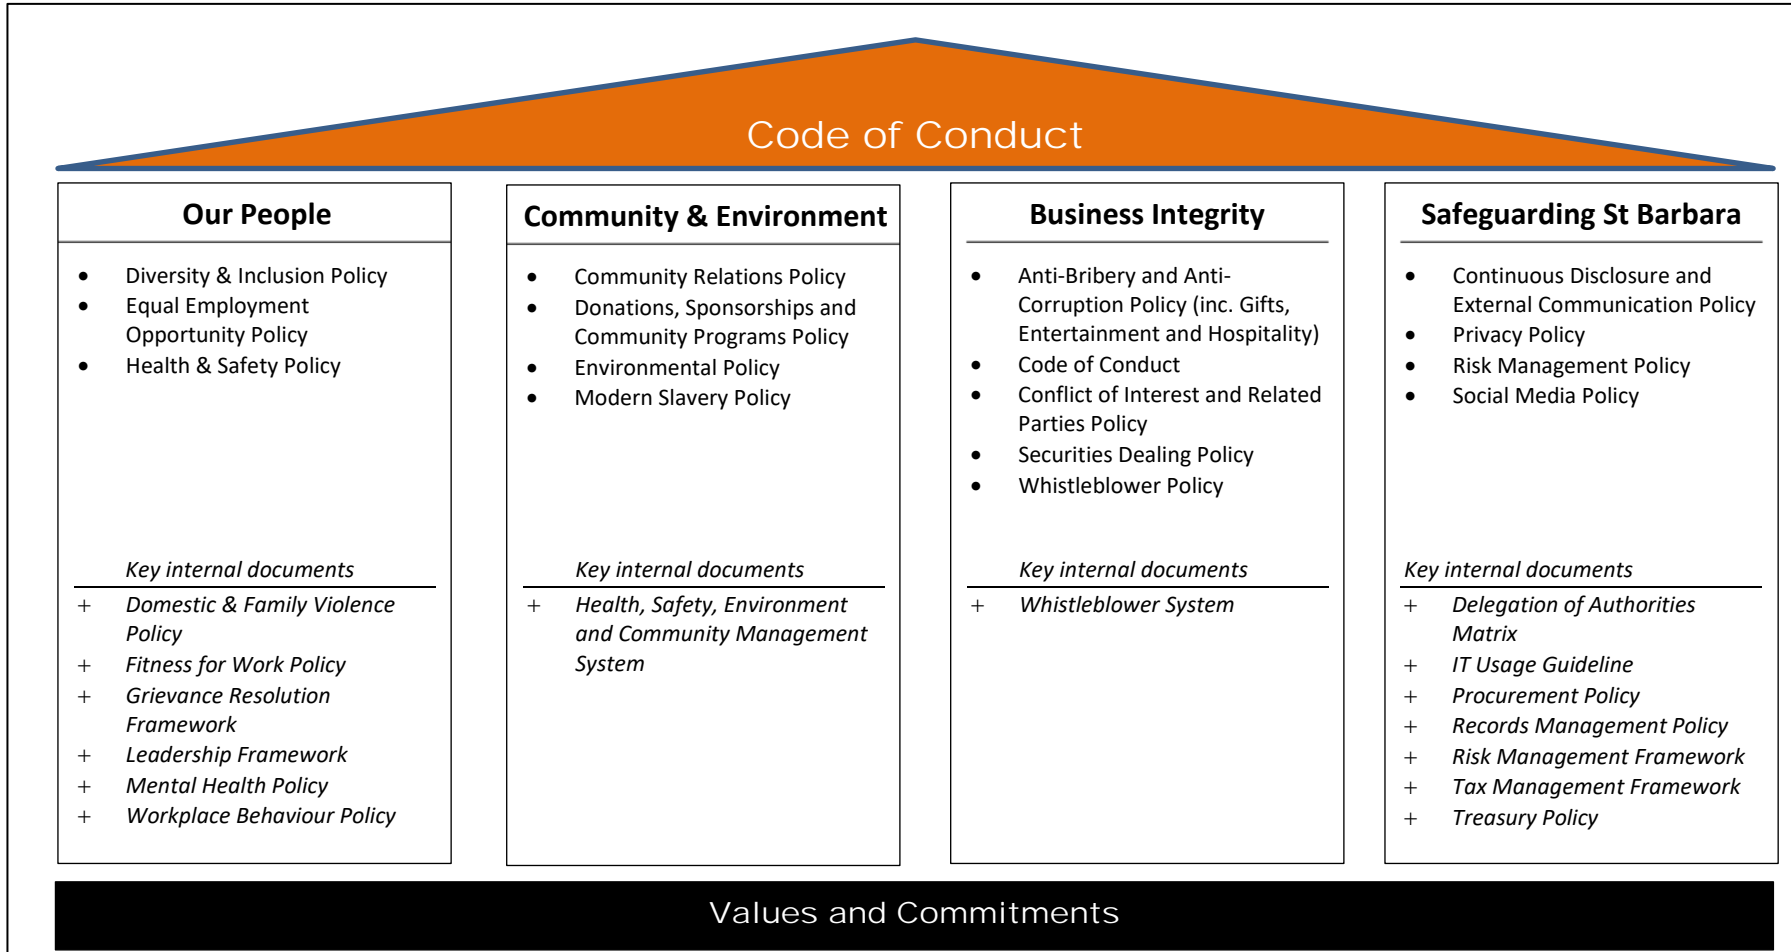 Code of Conduct
Our People
• Diversity & Inclusion Policy
• Equal Employment
Opportunity Policy
• Health & Safety Policy
Key internal documents
+ Domestic & Family Violence
Policy
+ Fitness for Work Policy
+ Grievance Resolution
Framework
+ Leadership Framework
+ Mental Health Policy
+ Workplace Behaviour Policy
Community & Environment
• Community Relations Policy
• Donations, Sponsorships and
Community Programs Policy
• Environmental Policy
• Modern Slavery Policy
Key internal documents
+ Health, Safety, Environment
and Community Management
System
Business Integrity
• Anti-Bribery and Anti-
Corruption Policy (inc. Gifts,
Entertainment and Hospitality)
• Code of Conduct
• Conflict of Interest and Related
Parties Policy
• Securities Dealing Policy
• Whistleblower Policy
Key internal documents
+ Whistleblower System
Safeguarding St Barbara
• Continuous Disclosure and
External Communication Policy
• Privacy Policy
• Risk Management Policy
• Social Media Policy
Key internal documents
+ Delegation of Authorities
Matrix
+ IT Usage Guideline
+ Procurement Policy
+ Records Management Policy
+ Risk Management Framework
+ Tax Management Framework
+ Treasury Policy
Values and Commitments